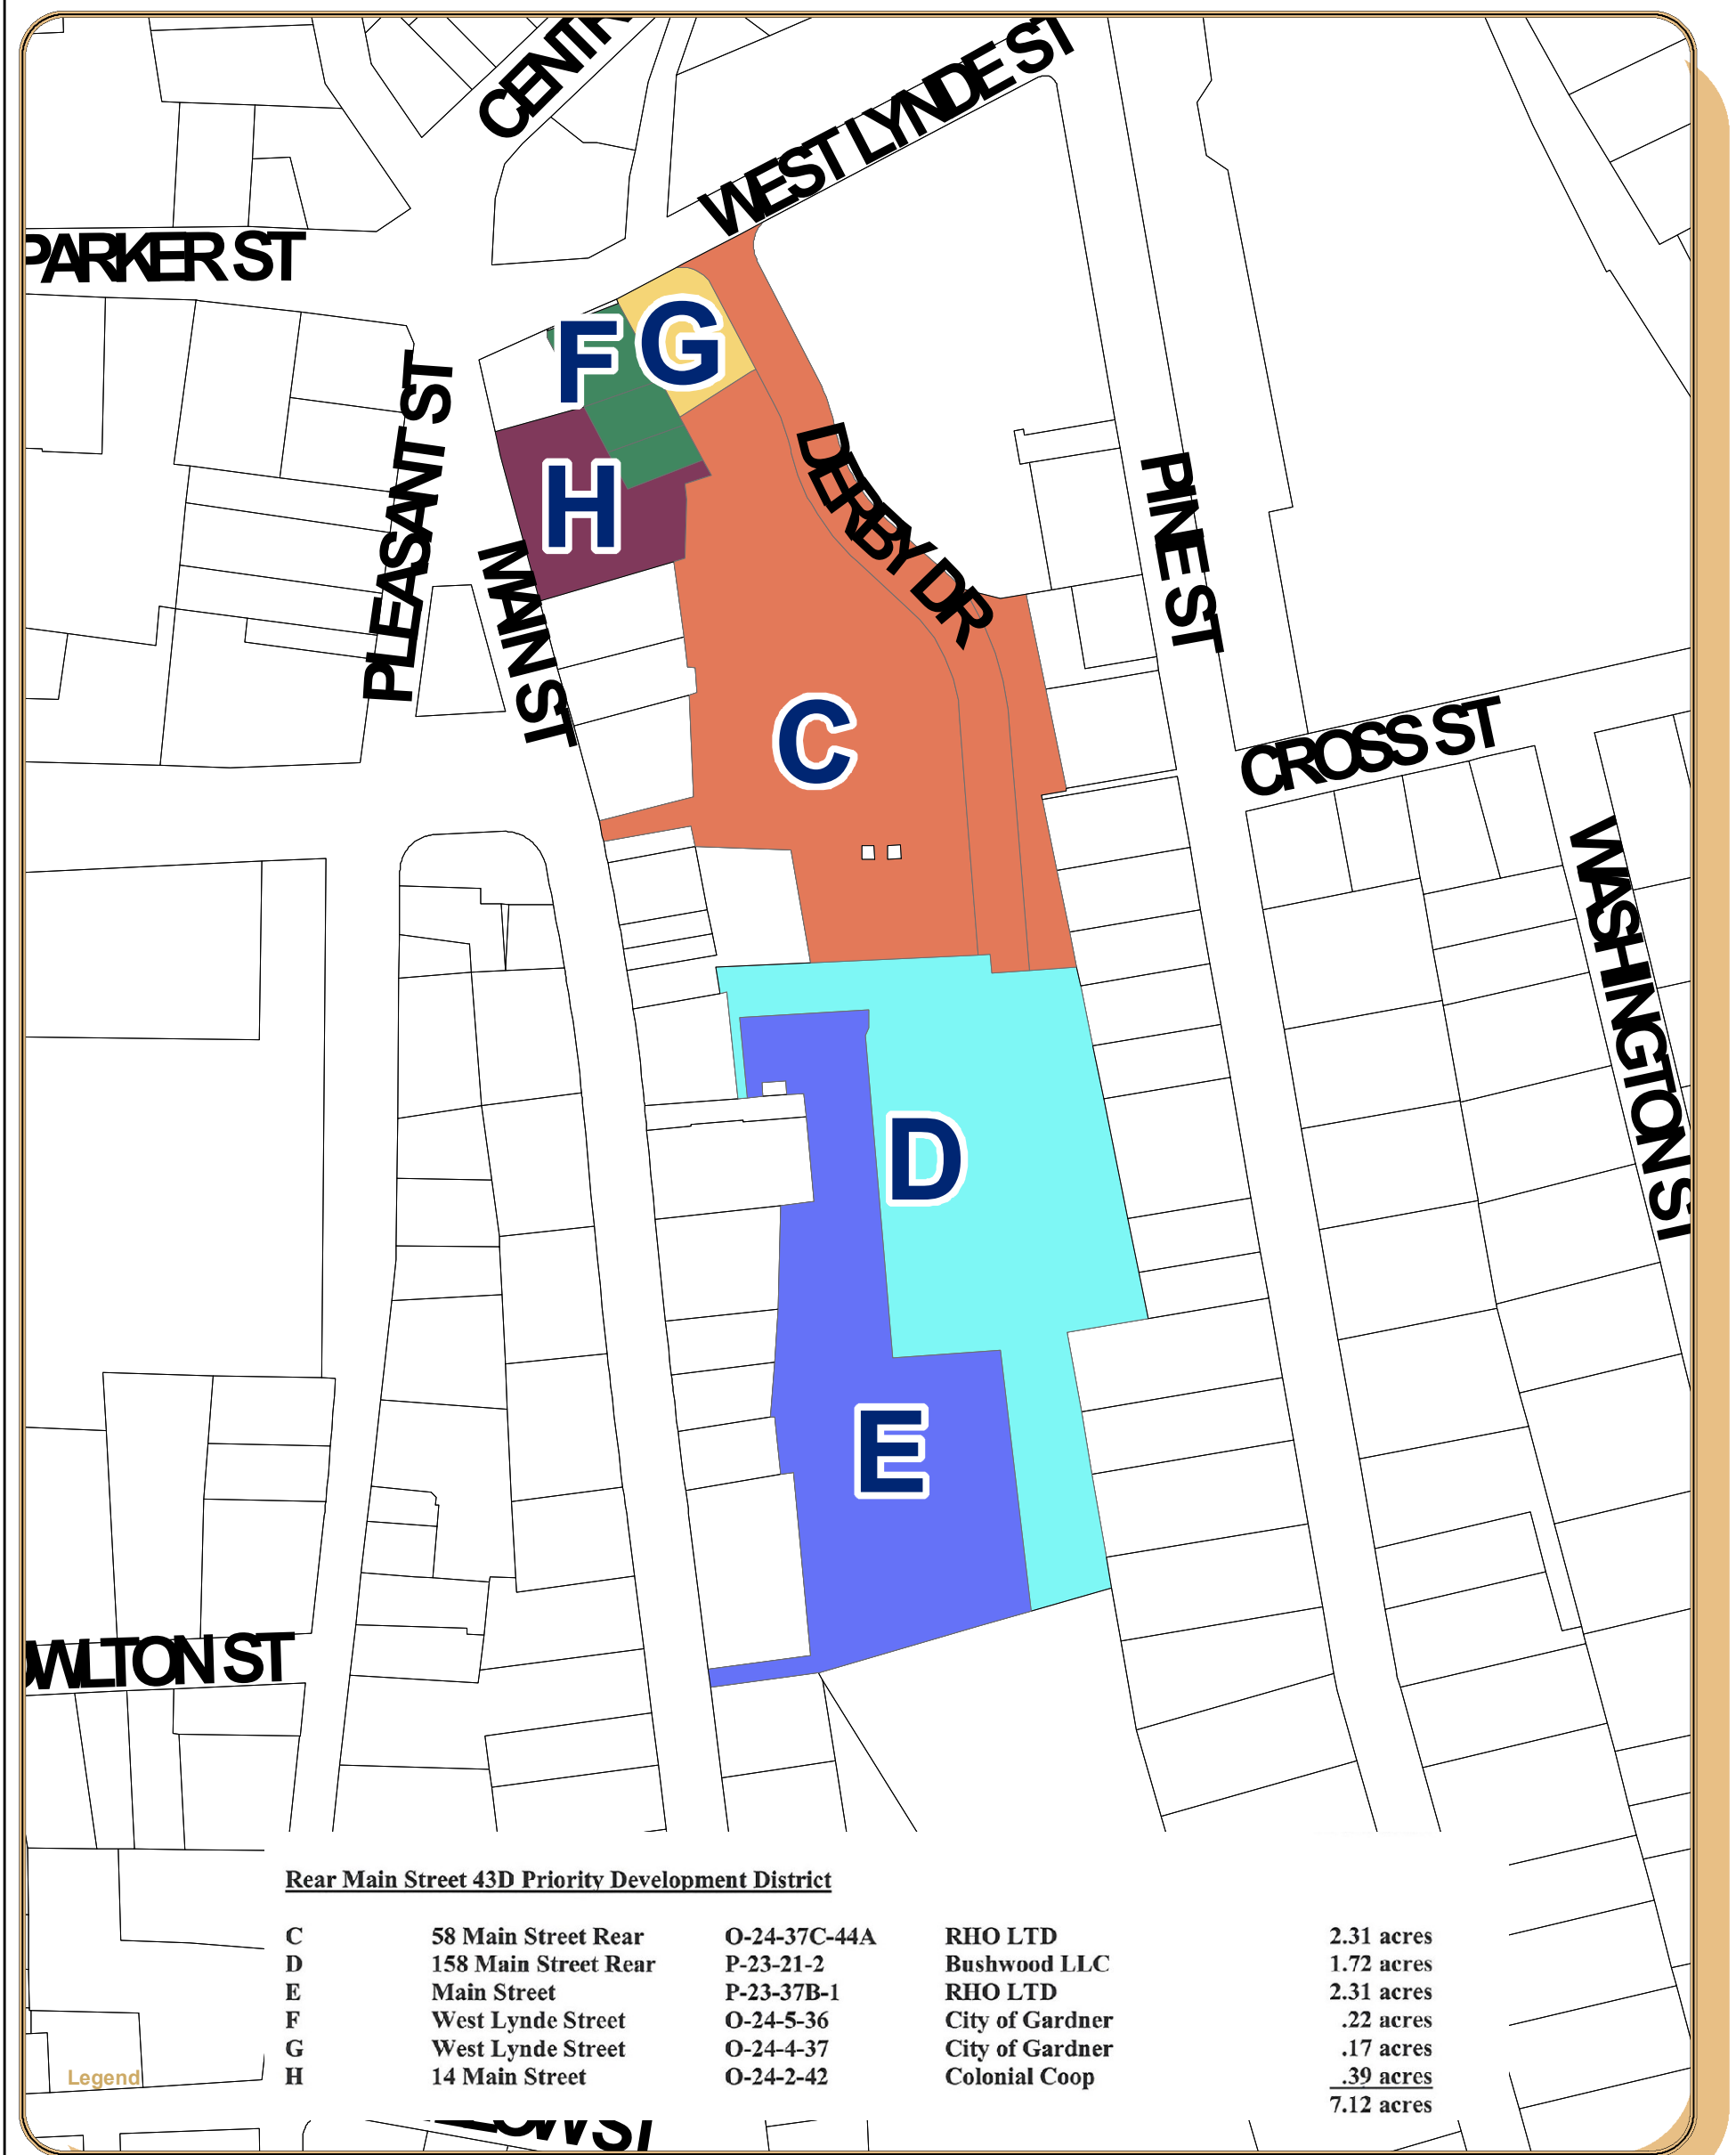 CENTR
WEST LYNDE ST
PARKER ST
F
G
PLEASANT ST
H
DERBY DR
PINE ST
MAIN ST
C
CROSS ST
WASHINGTON ST
D
E
OWLTON ST
Rear Main Street 43D Priority Development District
C 58 Main Street Rear O-24-37C-44A RHO LTD 2.31 acres
D 158 Main Street Rear P-23-21-2 Bushwood LLC 1.72 acres
E Main Street P-23-37B-1 RHO LTD 2.31 acres
F West Lynde Street O-24-5-36 City of Gardner .22 acres
G West Lynde Street O-24-4-37 City of Gardner .17 acres
H 14 Main Street O-24-2-42 Colonial Coop .39 acres
7.12 acres
Legend